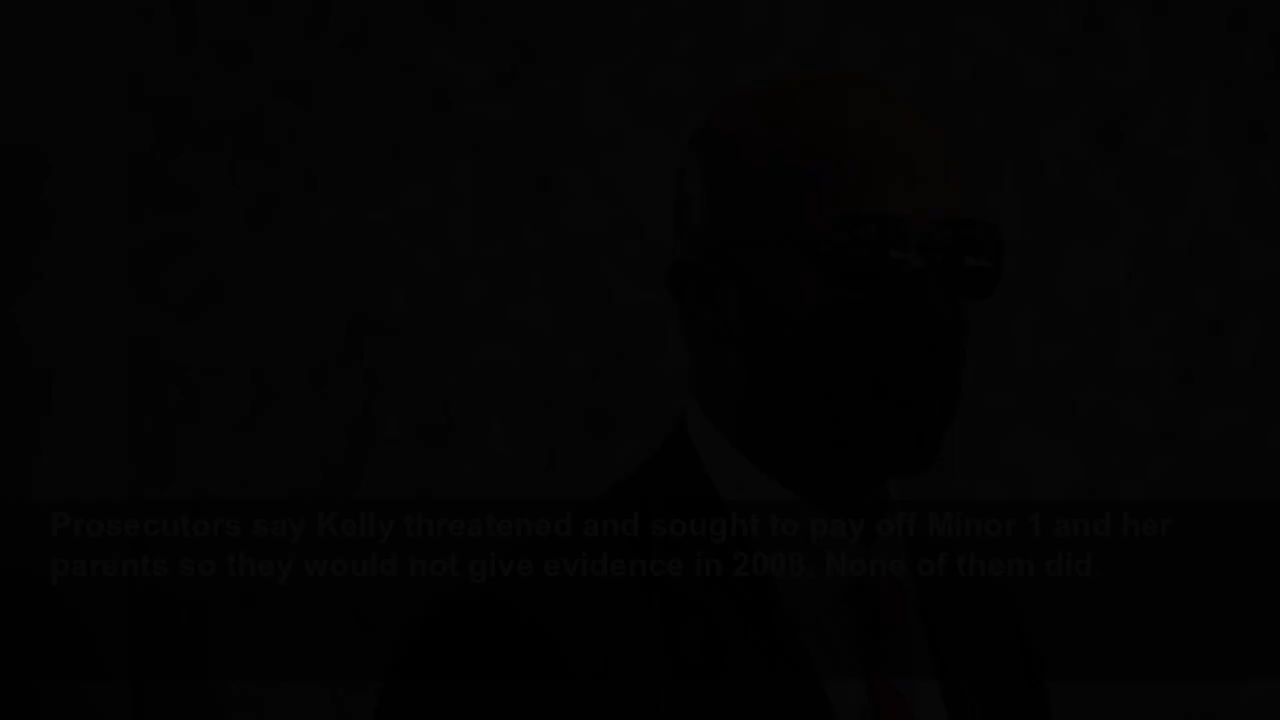 Prosecutors say Kelly threatened and sought to pay off Minor 1 and her
parents so they would not give evidence in 2008. None of them did.